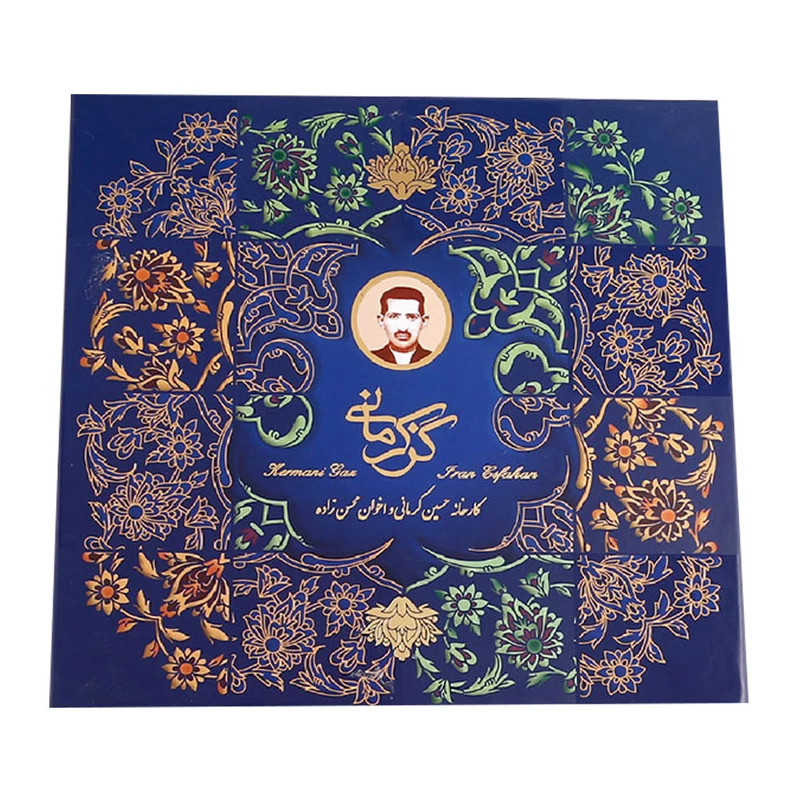 گز کرمانی
Kermani Gaz Iran Esfahan
کارخانه حسین کرمانی و اخوان محسن زاده